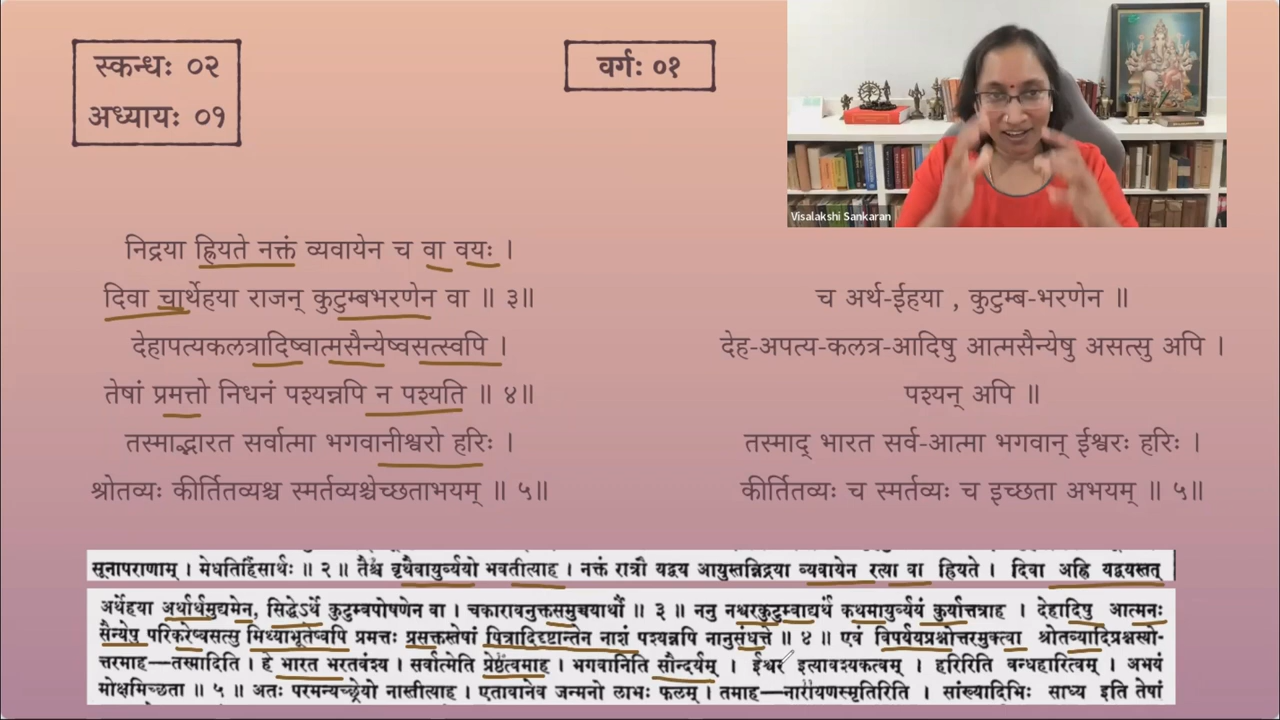 स्कन्धः ०२
अध्यायः ०१
वर्गः ०१
Visalakshi Sankaran
निद्रया ह्रियते नक्तं व्यवायेन च वा वयः ।
दिवा चार्थेहया राजन् कुटुम्बभरणेन वा ॥ ३॥
देहापत्यकलत्रादिष्वात्मसैन्येष्वसत्स्वपि ।
तेषां प्रमत्तो निधनं पश्यन्नपि न पश्यति ॥ ४॥
तस्माद्भारत सर्वात्मा भगवानीश्वरो हरिः ।
श्रोतव्यः कीर्तितव्यश्च स्मर्तव्यश्चेच्छताभयम् ॥ ५॥
च अर्थ-ईहया , कुटुम्ब-भरणेन ॥
देह-अपत्य-कलत्र-आदिषु आत्मसैन्येषु असत्सु अपि ।
पश्यन् अपि ॥
तस्माद् भारत सर्व-आत्मा भगवान् ईश्वरः हरिः ।
कीर्तितव्यः च स्मर्तव्यः च इच्छता अभयम् ॥ ५॥
सूनापराणाम् । मेधतिर्हिंसार्थः ॥ २ ॥ तैश्च वृथैवायुर्व्ययो भवतीत्याह । नक्तं रात्रौ यद्वय आयुस्तन्निद्रया व्यवायेन रत्या वा ह्रियते । दिवा अह्नि यद्वयस्तत्
अर्थेहया अर्थार्थमुद्यमेन, सिद्धेऽर्थे कुटुम्बपोषणेन वा । चकारावनुक्तसमुच्चयार्थौ ॥ ३ ॥ ननु नश्वरकुटुम्बाद्यर्थं कथमायुर्व्ययं कुर्यात्तत्राह । देहादिषु आत्मनः
सैन्येषु परिकरेष्वसत्सु मिथ्याभूतेष्वपि प्रमत्तः प्रसक्तस्तेषां पित्रादिदृष्टान्तेन नाशं पश्यन्नपि नानुसंधत्ते ॥ ४ ॥ एवं विपर्ययप्रश्नोत्तरमुक्त्वा श्रोतव्यादिप्रश्नस्यो-
त्तरमाह—तस्मादिति । हे भारत भरतवंश्य । सर्वात्मेति प्रेष्ठत्वमाह । भगवानिति सौन्दर्यम् । ईश्वर इत्यावश्यकत्वम् । हरिरिति बन्धहारित्वम् । अभयं
मोक्षमिच्छता ॥ ५ ॥ अतः परमन्यच्छ्रेयो नास्तीत्याह । एतावानेव जन्मनो लाभः फलम् । तमाह—नारायणस्मृतिरिति । सांख्यादिभिः साध्य इति तेषां